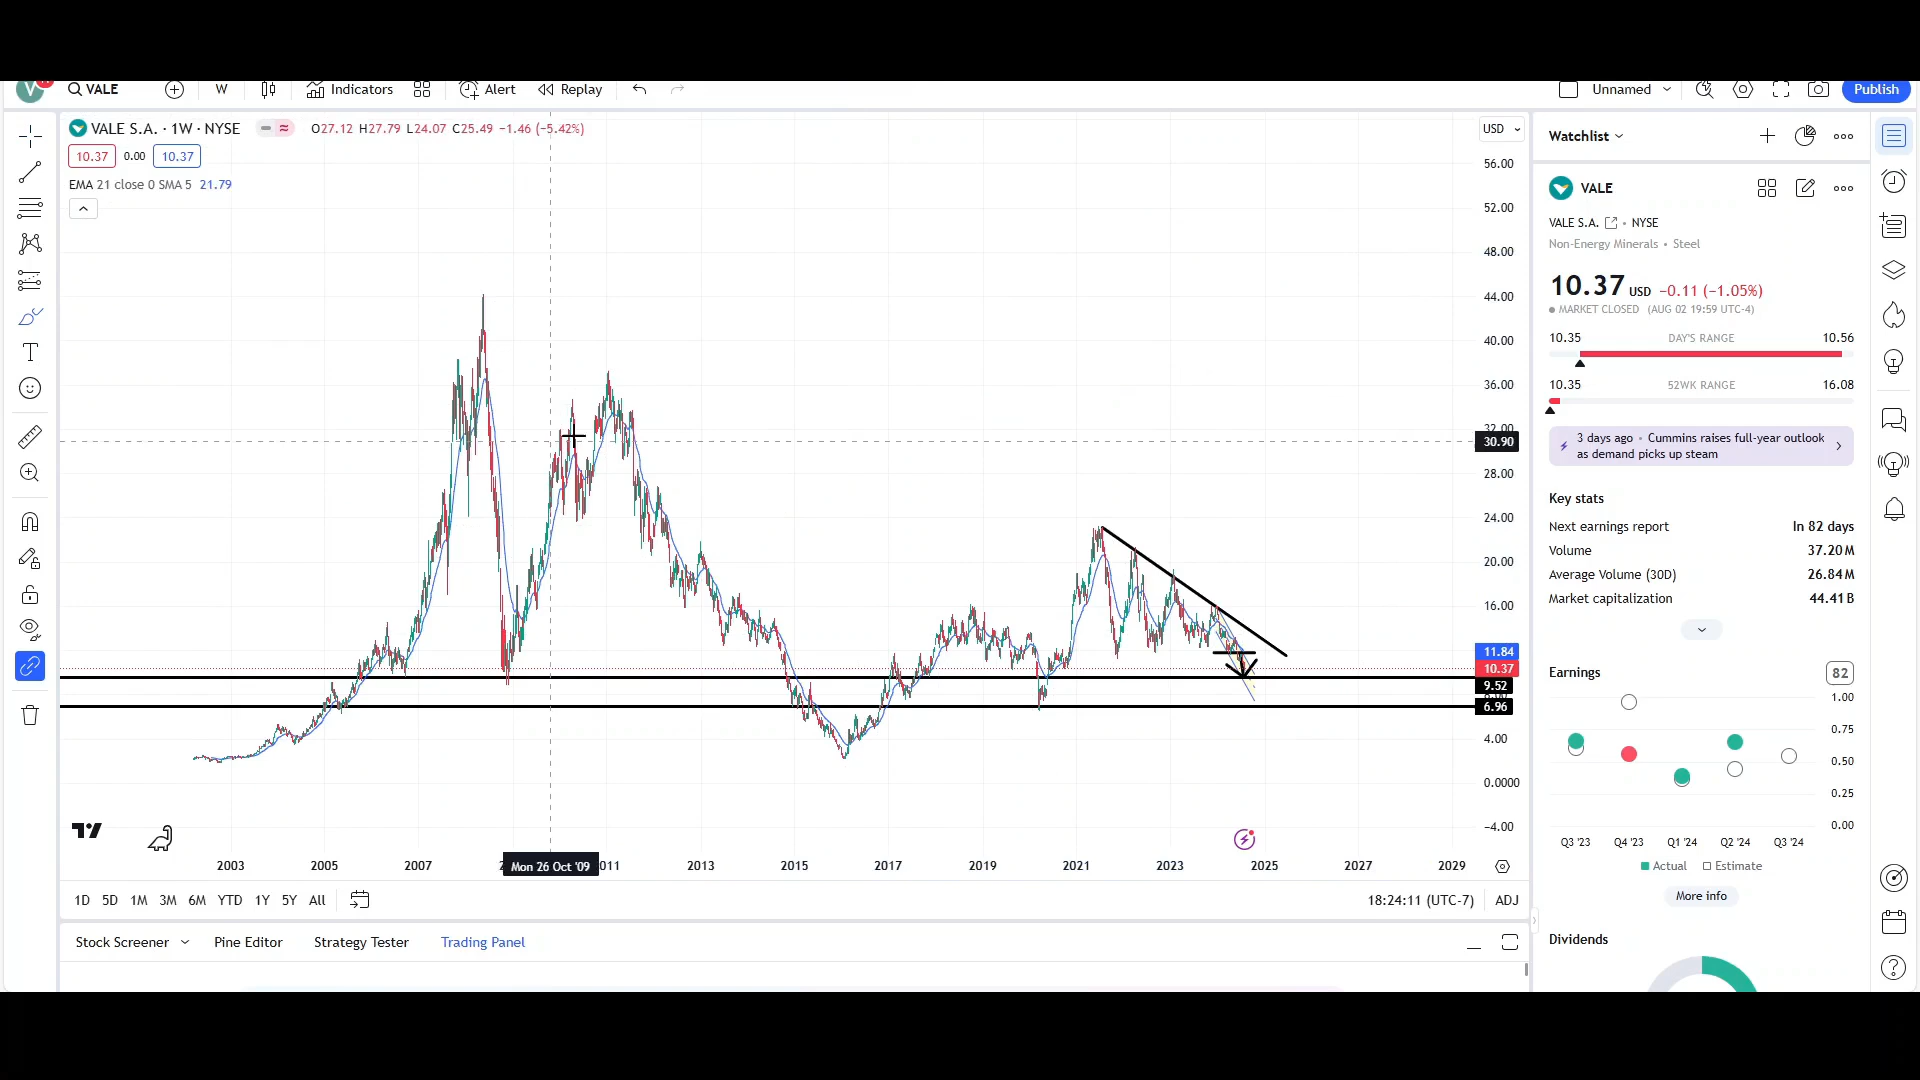 V
VALE
W
Indicators
Alert
Replay
Unnamed
Publish
VALE S.A. · 1W · NYSE
O27.12 H27.79 L24.07 C25.49 −1.46 (−5.42%)
10.37 0.00 10.37
EMA 21 close 0 SMA 5 21.79
USD
56.00
52.00
48.00
44.00
40.00
36.00
32.00
30.90
28.00
24.00
20.00
16.00
11.84
10.37
9.52
6.96
4.00
0.0000
−4.00
2003
2005
2007
Mon 26 Oct '09
2013
2015
2017
2019
2021
2023
2025
2027
2029
1D 5D 1M 3M 6M YTD 1Y 5Y All
18:24:11 (UTC-7) ADJ
Stock Screener Pine Editor Strategy Tester Trading Panel
Watchlist
VALE
VALE S.A. • NYSE
Non-Energy Minerals • Steel
10.37 USD −0.11 (−1.05%)
MARKET CLOSED (AUG 02 19:59 UTC-4)
10.35 DAY'S RANGE 10.56
10.35 52WK RANGE 16.08
3 days ago • Cummins raises full-year outlook
as demand picks up steam
Key stats
Next earnings report In 82 days
Volume 37.20M
Average Volume (30D) 26.84M
Market capitalization 44.41B
Earnings 82
1.00
0.75
0.50
0.25
0.00
Q3 '23 Q4 '23 Q1 '24 Q2 '24 Q3 '24
Actual Estimate
More info
Dividends